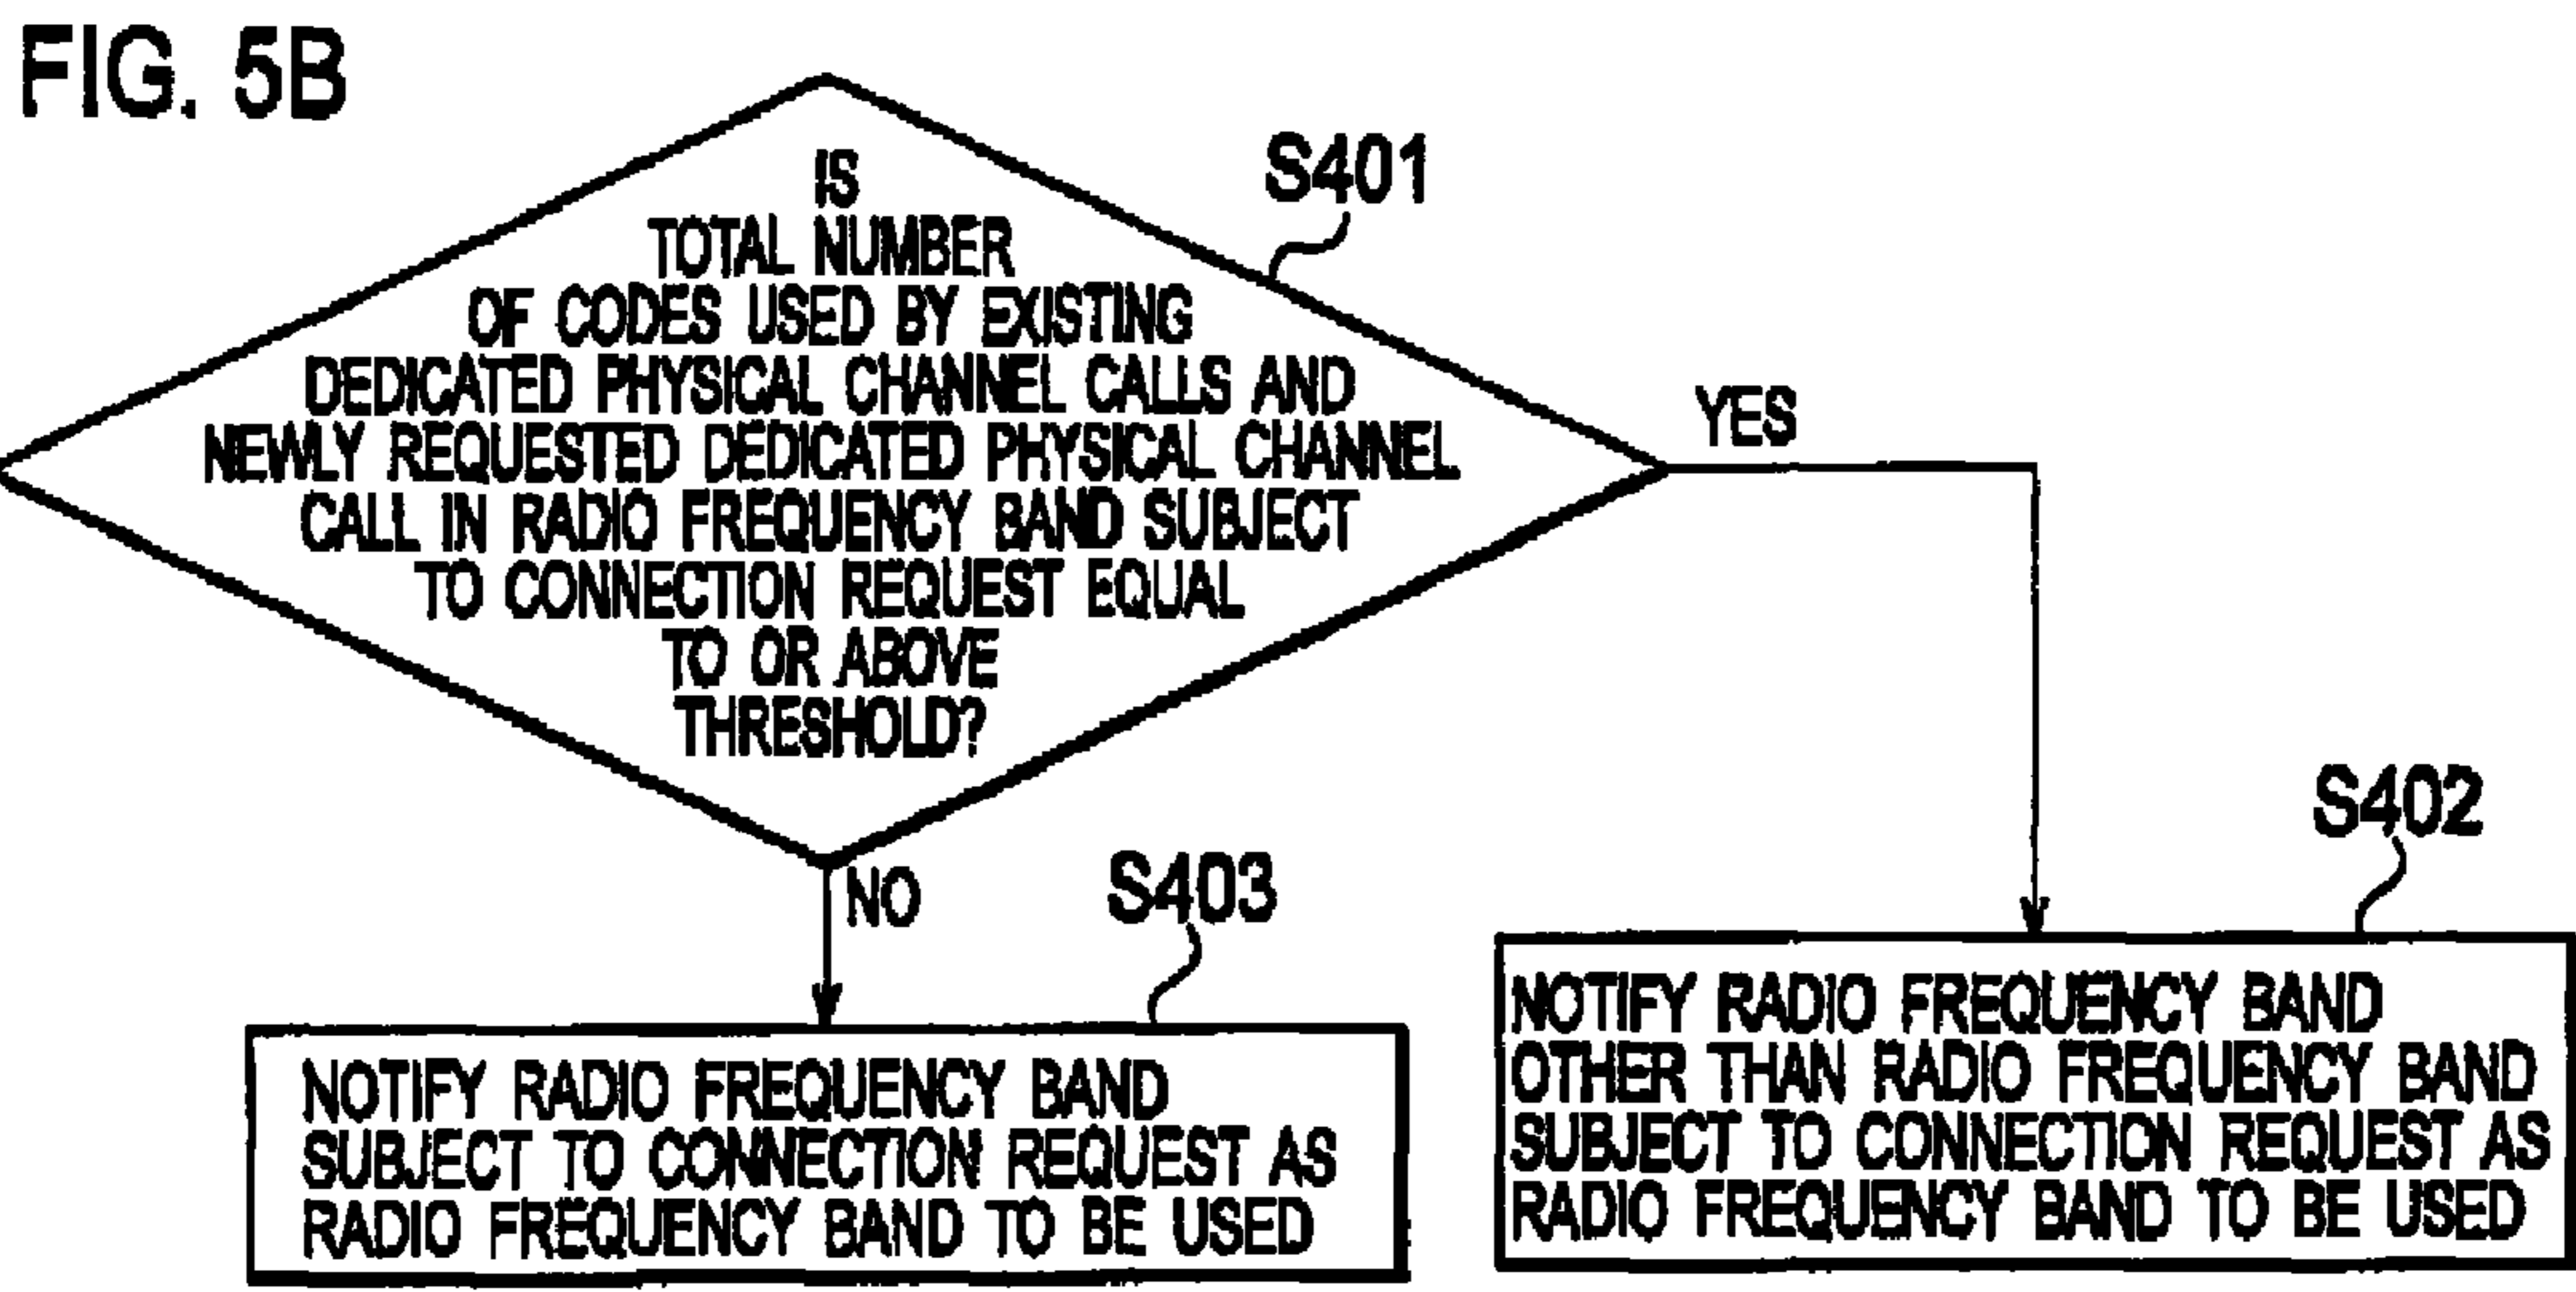 FIG. 5B
S401
IS
TOTAL NUMBER
OF CODES USED BY EXISTING
DEDICATED PHYSICAL CHANNEL CALLS AND
NEWLY REQUESTED DEDICATED PHYSICAL CHANNEL
CALL IN RADIO FREQUENCY BAND SUBJECT
TO CONNECTION REQUEST EQUAL
TO OR ABOVE
THRESHOLD?
YES
NO
S403
NOTIFY RADIO FREQUENCY BAND
SUBJECT TO CONNECTION REQUEST AS
RADIO FREQUENCY BAND TO BE USED
S402
NOTIFY RADIO FREQUENCY BAND
OTHER THAN RADIO FREQUENCY BAND
SUBJECT TO CONNECTION REQUEST AS
RADIO FREQUENCY BAND TO BE USED